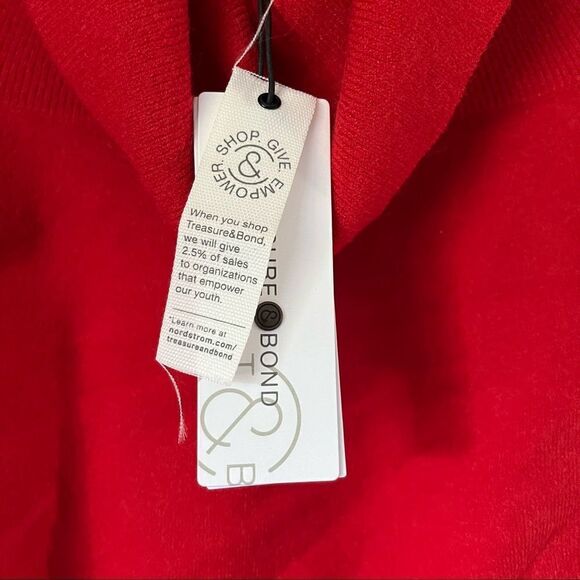 SHOP. GIVE
&
EMPOWER.
When you shop
Treasure&Bond,
we will give
2.5% of sales
to organizations
that empower
our youth.
*Learn more at
nordstrom.com/
treasureandbond
URE & BOND
T
&
B